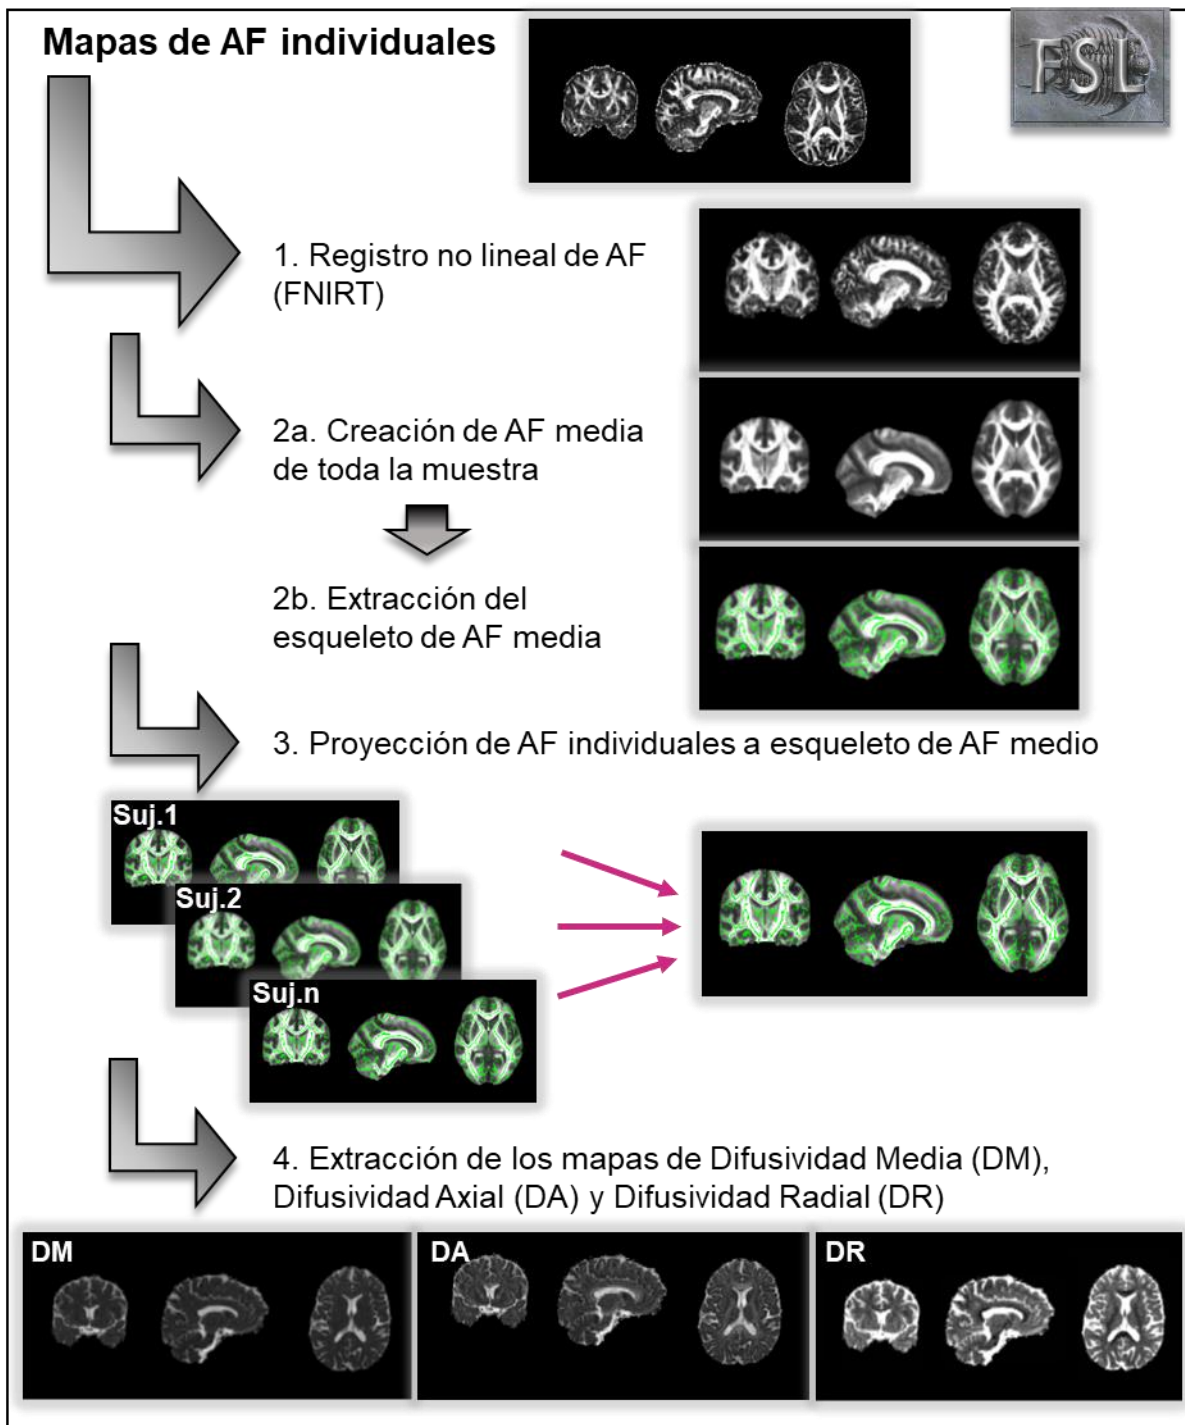 Mapas de AF individuales
FSL
1. Registro no lineal de AF
(FNIRT)
2a. Creación de AF media
de toda la muestra
2b. Extracción del
esqueleto de AF media
3. Proyección de AF individuales a esqueleto de AF medio
Suj.1
Suj.2
Suj.n
4. Extracción de los mapas de Difusividad Media (DM),
Difusividad Axial (DA) y Difusividad Radial (DR)
DM
DA
DR